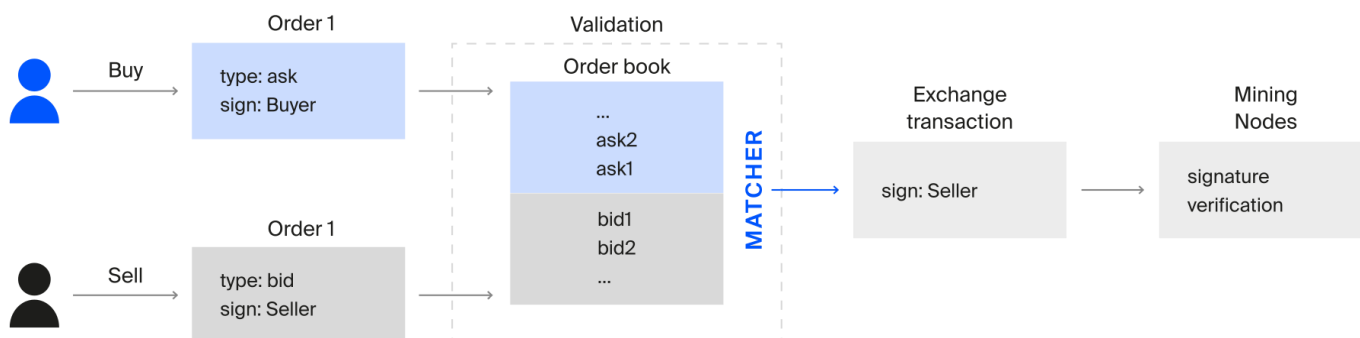 Order 1
Buy
type: ask
sign: Buyer
Order 1
Sell
type: bid
sign: Seller
Validation
Order book
...
ask2
ask1
bid1
bid2
...
MATCHER
Exchange
transaction
sign: Seller
Mining
Nodes
signature
verification